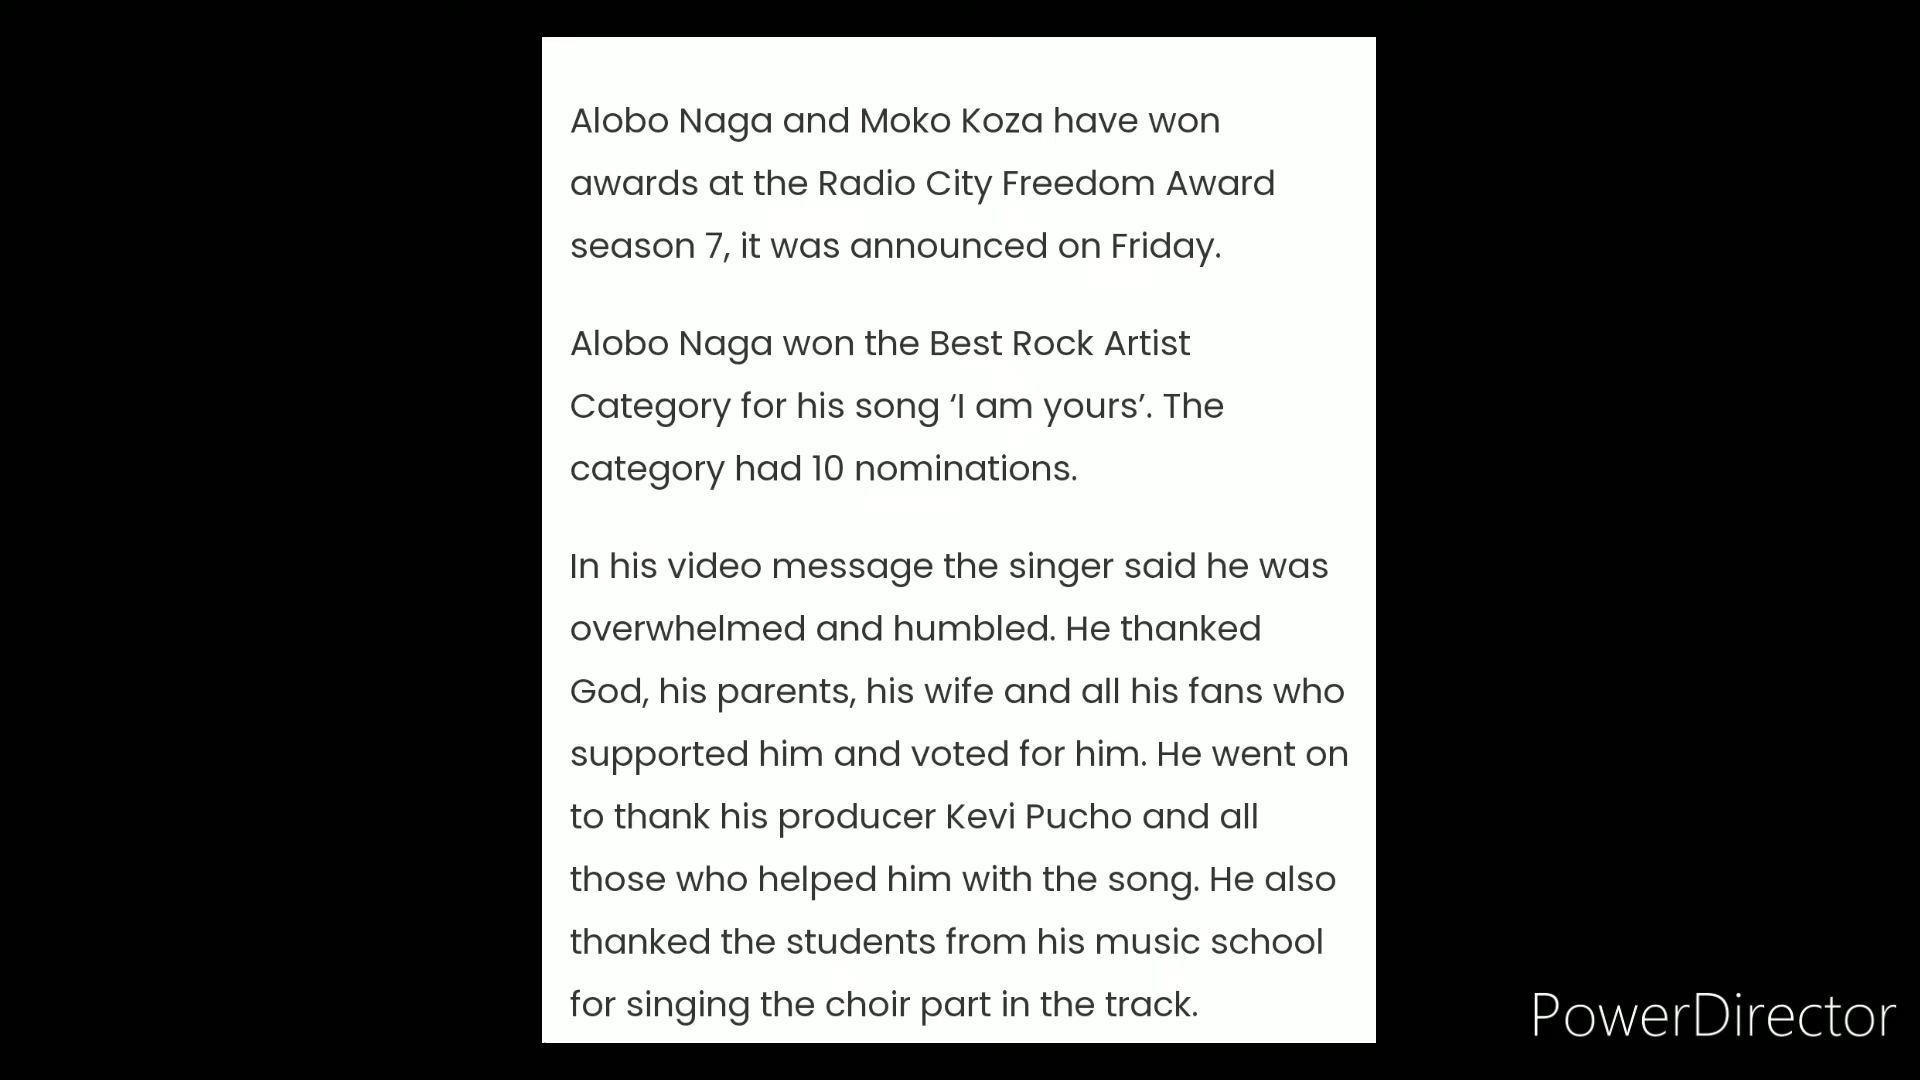 Alobo Naga and Moko Koza have won
awards at the Radio City Freedom Award
season 7, it was announced on Friday.
Alobo Naga won the Best Rock Artist
Category for his song ‘I am yours’. The
category had 10 nominations.
In his video message the singer said he was
overwhelmed and humbled. He thanked
God, his parents, his wife and all his fans who
supported him and voted for him. He went on
to thank his producer Kevi Pucho and all
those who helped him with the song. He also
thanked the students from his music school
for singing the choir part in the track.
PowerDirector